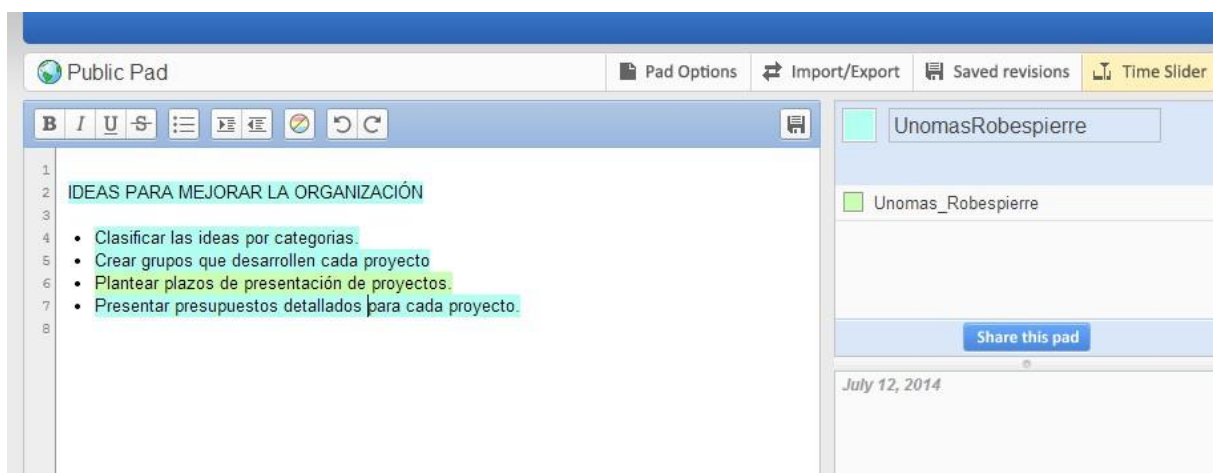 Public Pad
Pad Options
Import/Export
Saved revisions
Time Slider
B I U S
UnomasRobespierre
Unomas_Robespierre
1
2 IDEAS PARA MEJORAR LA ORGANIZACIÓN
3
4 • Clasificar las ideas por categorias.
5 • Crear grupos que desarrollen cada proyecto
6 • Plantear plazos de presentación de proyectos.
7 • Presentar presupuestos detallados para cada proyecto.
8
Share this pad
July 12, 2014